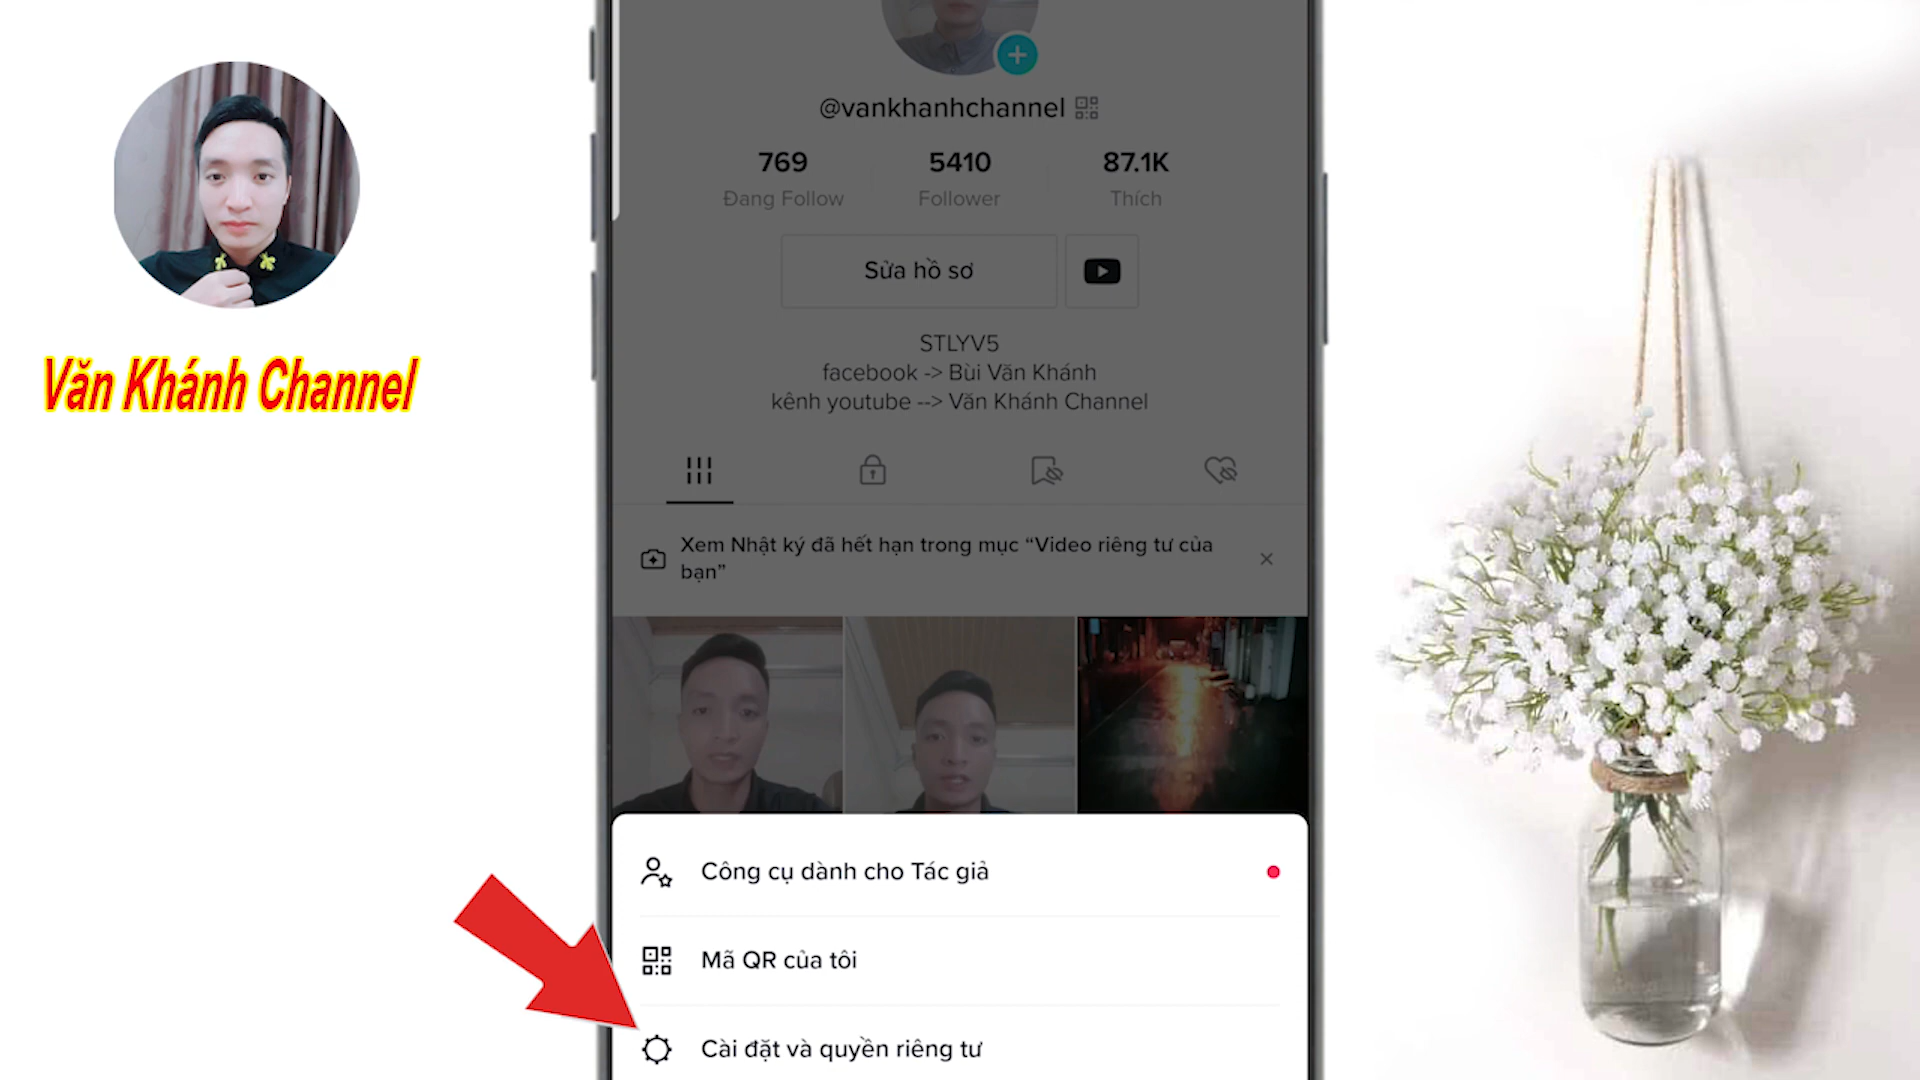 Văn Khánh Channel
@vankhanhchannel
769 5410 87.1K
Đang Follow Follower Thích
Sửa hồ sơ
STLYV5
facebook -> Bùi Văn Khánh
kênh youtube --> Văn Khánh Channel
Xem Nhật ký đã hết hạn trong mục “Video riêng tư của
bạn”
Công cụ dành cho Tác giả
Mã QR của tôi
Cài đặt và quyền riêng tư